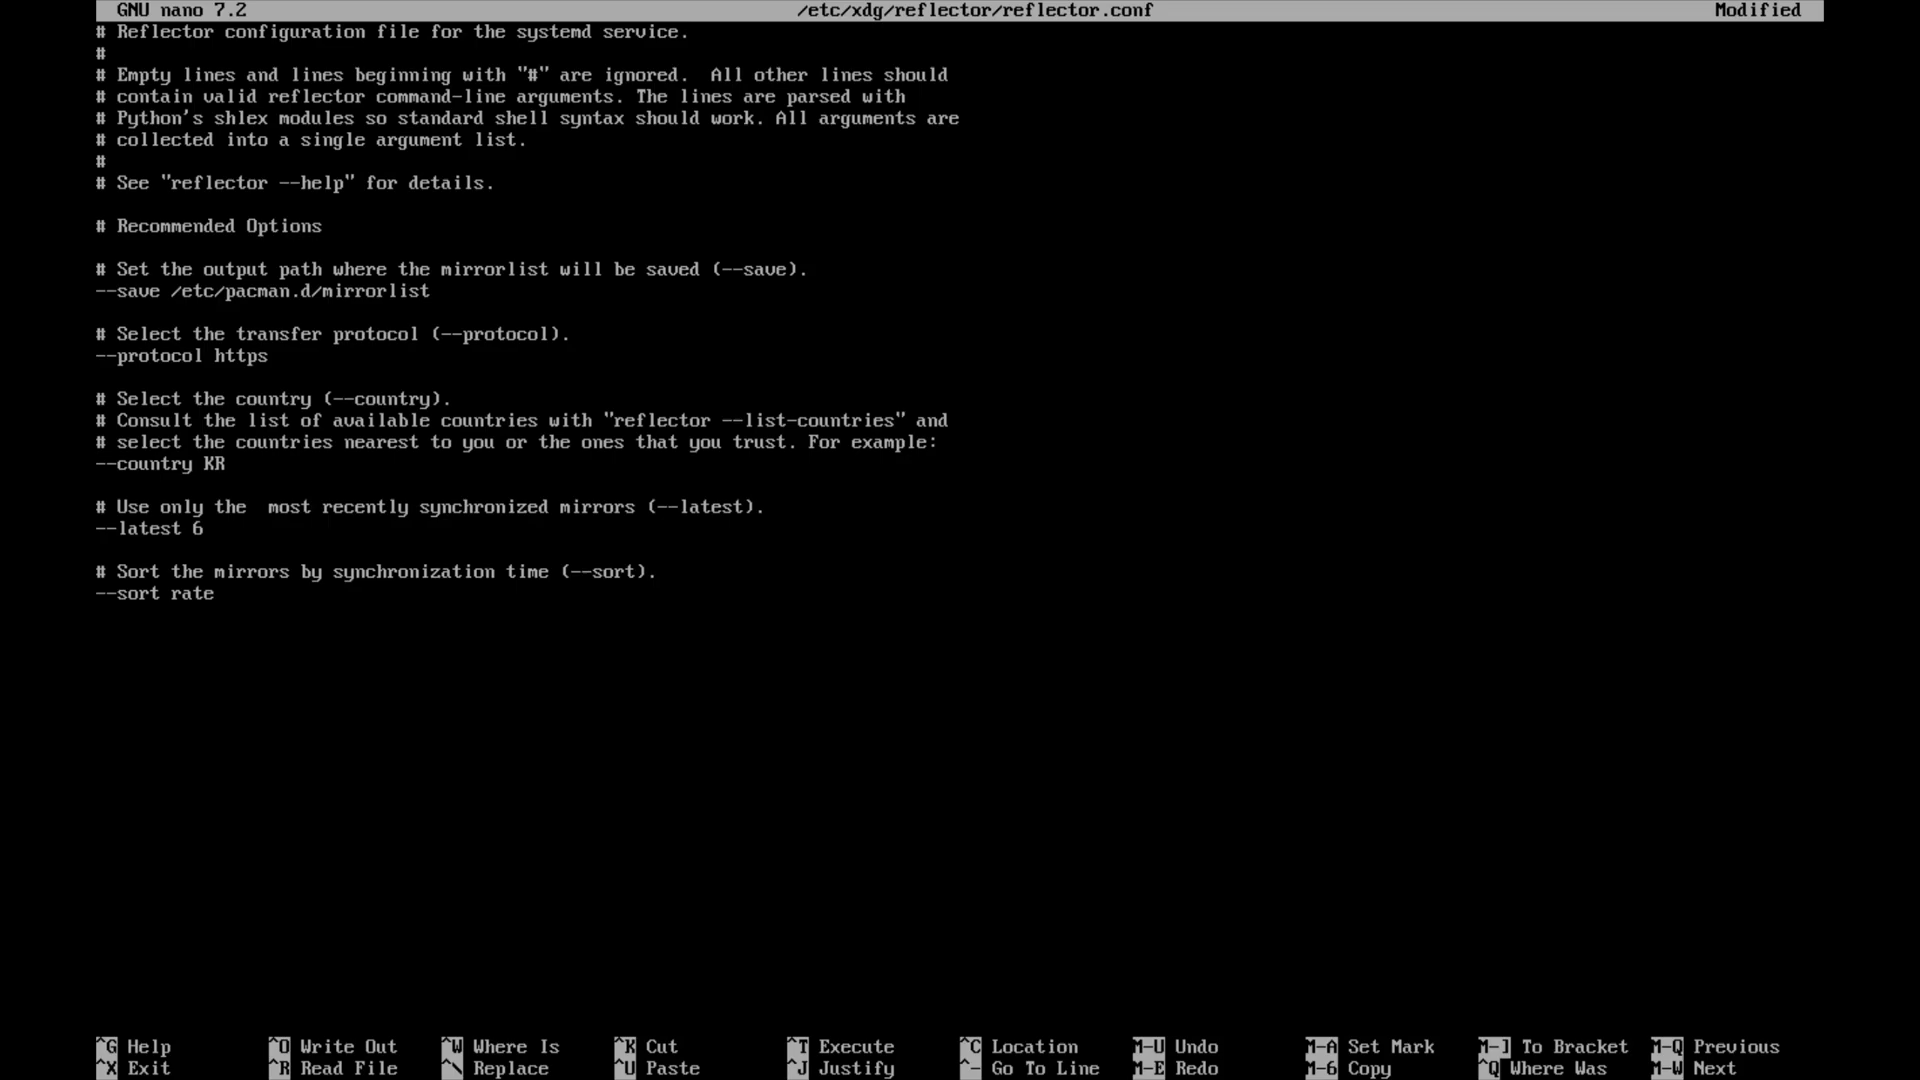 GNU nano 7.2 /etc/xdg/reflector/reflector.conf Modified
# Reflector configuration file for the systemd service.
#
# Empty lines and lines beginning with "#" are ignored.  All other lines should
# contain valid reflector command-line arguments. The lines are parsed with
# Python's shlex modules so standard shell syntax should work. All arguments are
# collected into a single argument list.
#
# See "reflector --help" for details.
# Recommended Options
# Set the output path where the mirrorlist will be saved (--save).
--save /etc/pacman.d/mirrorlist
# Select the transfer protocol (--protocol).
--protocol https
# Select the country (--country).
# Consult the list of available countries with "reflector --list-countries" and
# select the countries nearest to you or the ones that you trust. For example:
--country KR
# Use only the  most recently synchronized mirrors (--latest).
--latest 6
# Sort the mirrors by synchronization time (--sort).
--sort rate
^G Help ^O Write Out ^W Where Is ^K Cut ^T Execute ^C Location M-U Undo M-A Set Mark M-] To Bracket M-Q Previous
^X Exit ^R Read File ^\ Replace ^U Paste ^J Justify ^- Go To Line M-E Redo M-6 Copy ^Q Where Was M-W Next